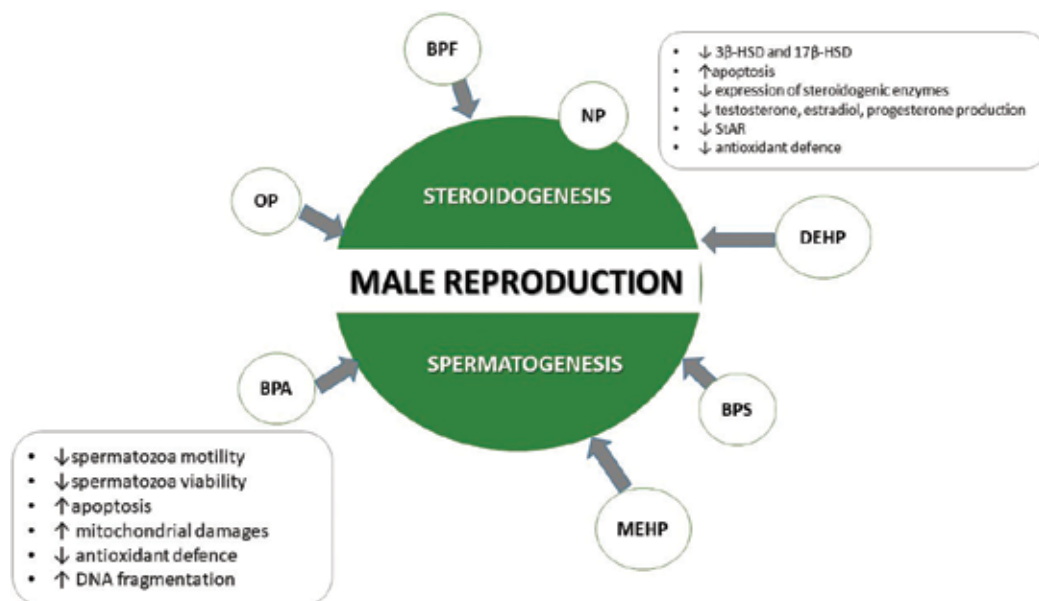 BPF
• ↓ 3β-HSD and 17β-HSD
• ↑apoptosis
• ↓ expression of steroidogenic enzymes
• ↓ testosterone, estradiol, progesterone production
• ↓ StAR
• ↓ antioxidant defence
NP
STEROIDOGENESIS
OP
DEHP
MALE REPRODUCTION
SPERMATOGENESIS
BPA
BPS
• ↓spermatozoa motility
• ↓spermatozoa viability
• ↑apoptosis
• ↑ mitochondrial damages
• ↓ antioxidant defence
• ↑ DNA fragmentation
MEHP